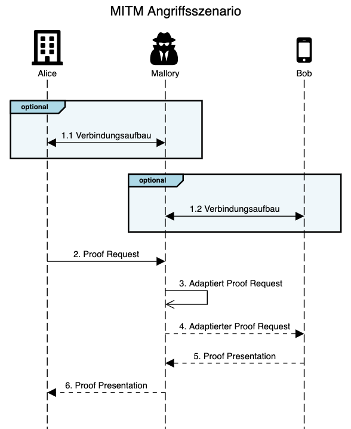 MITM Angriffsszenario
Alice
Mallory
Bob
optional
1.1 Verbindungsaufbau
optional
1.2 Verbindungsaufbau
2. Proof Request
3. Adaptiert Proof Request
4. Adaptierter Proof Request
5. Proof Presentation
6. Proof Presentation